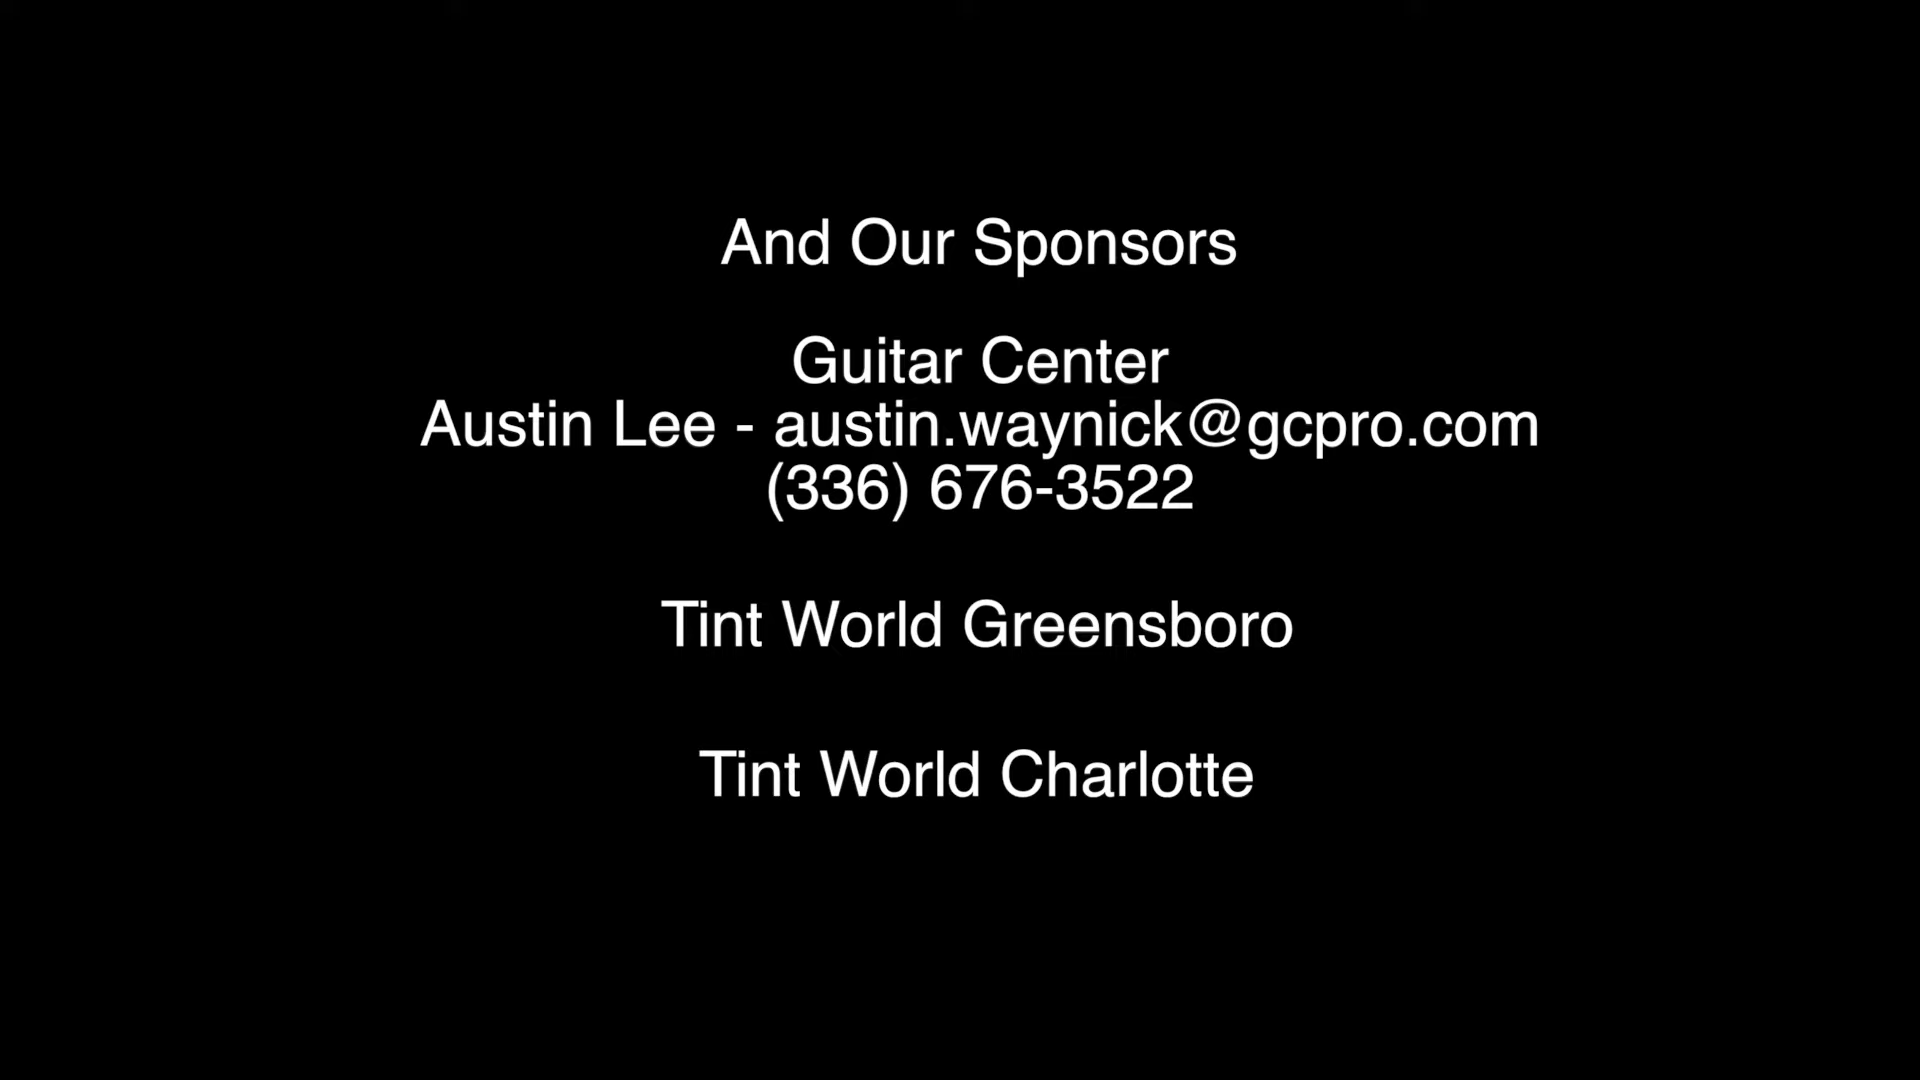 And Our Sponsors
Guitar Center
Austin Lee - austin.waynick@gcpro.com
(336) 676-3522
Tint World Greensboro
Tint World Charlotte